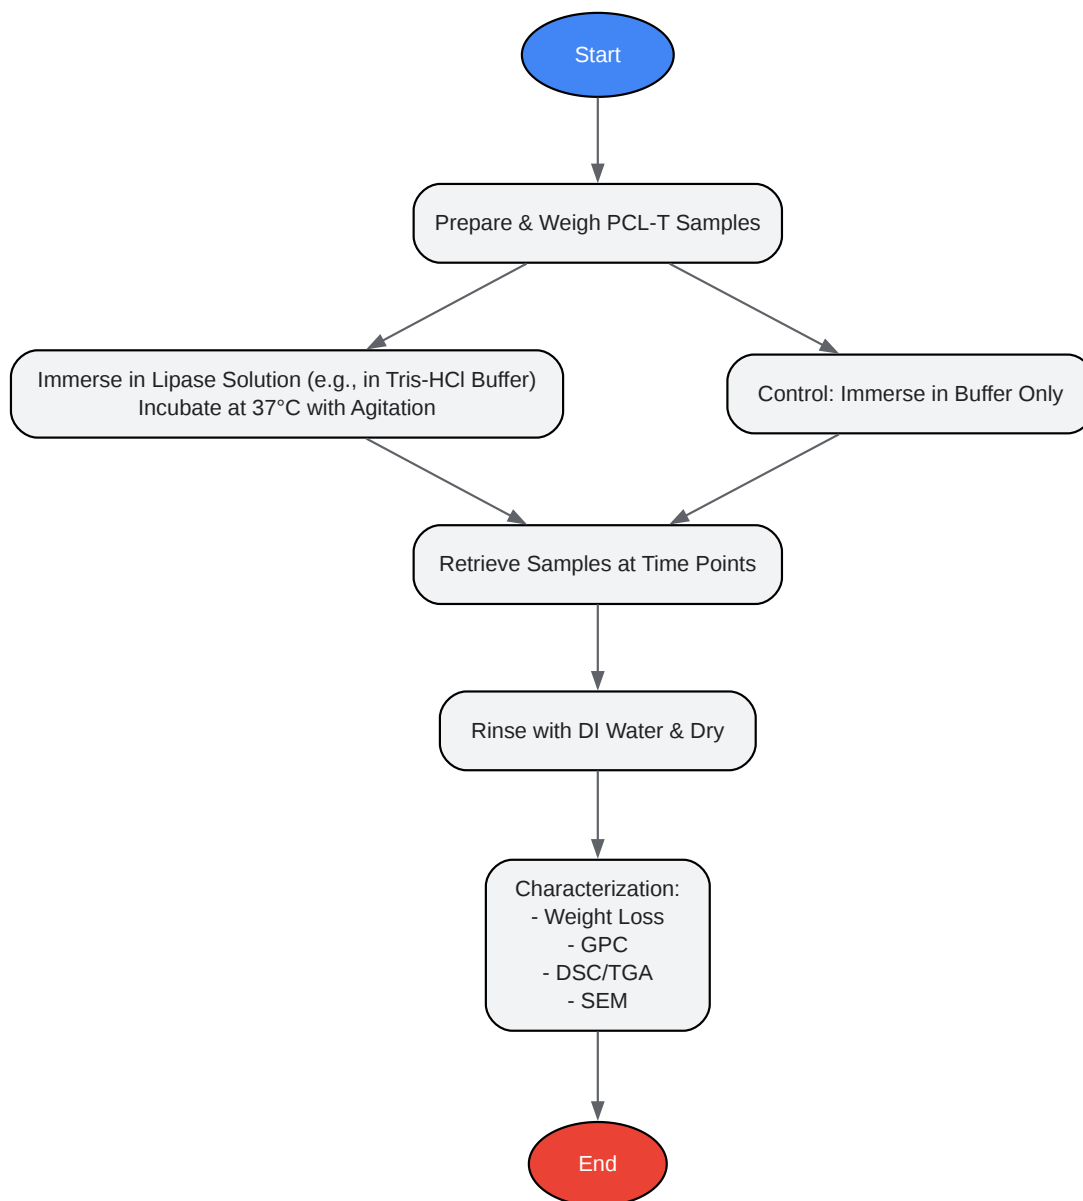 Start
Prepare & Weigh PCL-T Samples
Immerse in Lipase Solution (e.g., in Tris-HCl Buffer)
Incubate at 37°C with Agitation
Control: Immerse in Buffer Only
Retrieve Samples at Time Points
Rinse with DI Water & Dry
Characterization:
- Weight Loss
- GPC
- DSC/TGA
- SEM
End